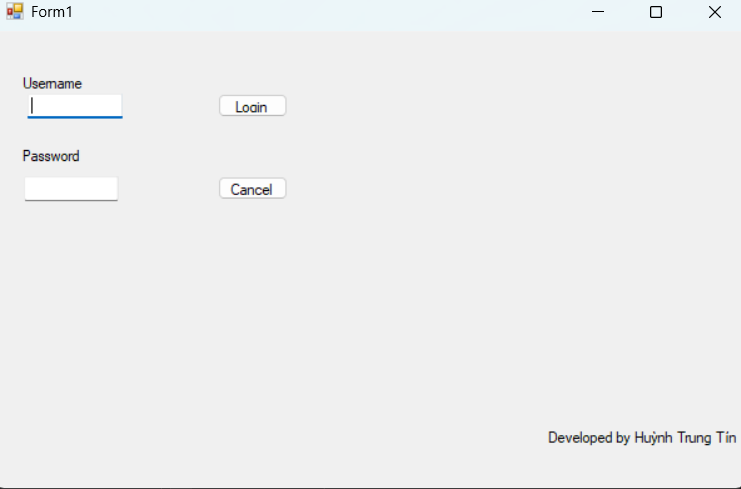 Form1
Username
Login
Password
Cancel
Developed by Huỳnh Trung Tín